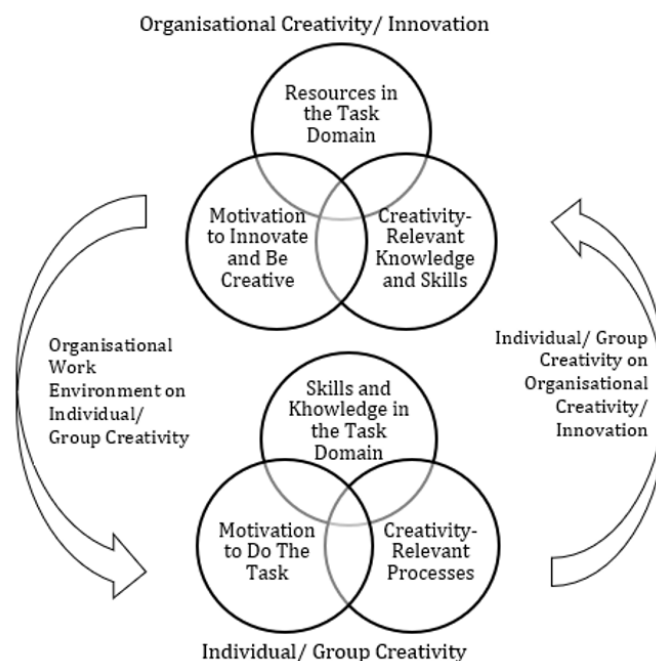 Organisational Creativity/ Innovation
Resources in
the Task
Domain
Motivation
to Innovate
and Be
Creative
Creativity-
Relevant
Knowledge
and Skills
Organisational
Work
Environment on
Individual/
Group Creativity
Individual/ Group
Creativity on
Organisational
Creativity/
Innovation
Skills and
Khowledge in
the Task
Domain
Motivation
to Do The
Task
Creativity-
Relevant
Processes
Individual/ Group Creativity